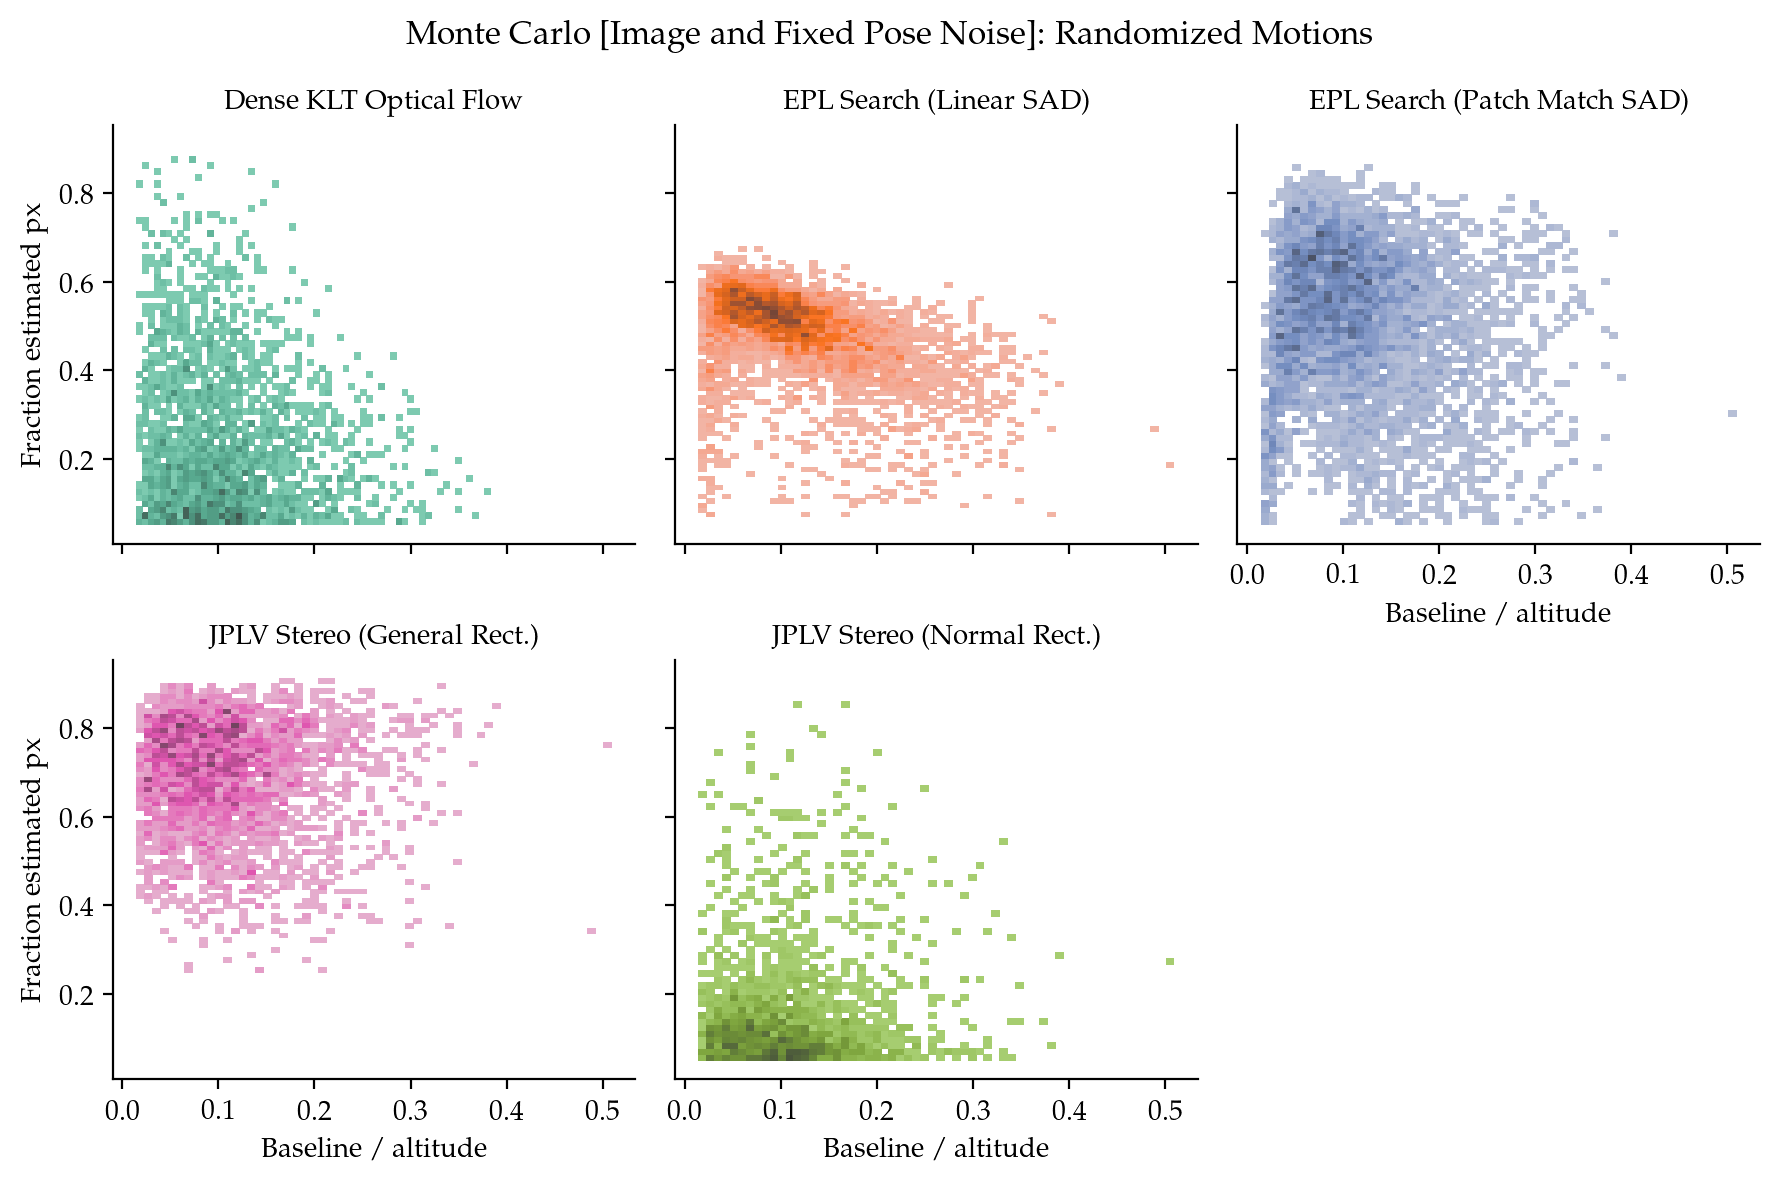 Monte Carlo [Image and Fixed Pose Noise]: Randomized Motions
Dense KLT Optical Flow
EPL Search (Linear SAD)
EPL Search (Patch Match SAD)
Fraction estimated px
0.8
0.6
0.4
0.2
0.0 0.1 0.2 0.3 0.4 0.5
Baseline / altitude
JPLV Stereo (General Rect.)
JPLV Stereo (Normal Rect.)
Fraction estimated px
0.8
0.6
0.4
0.2
0.0 0.1 0.2 0.3 0.4 0.5
Baseline / altitude
0.0 0.1 0.2 0.3 0.4 0.5
Baseline / altitude